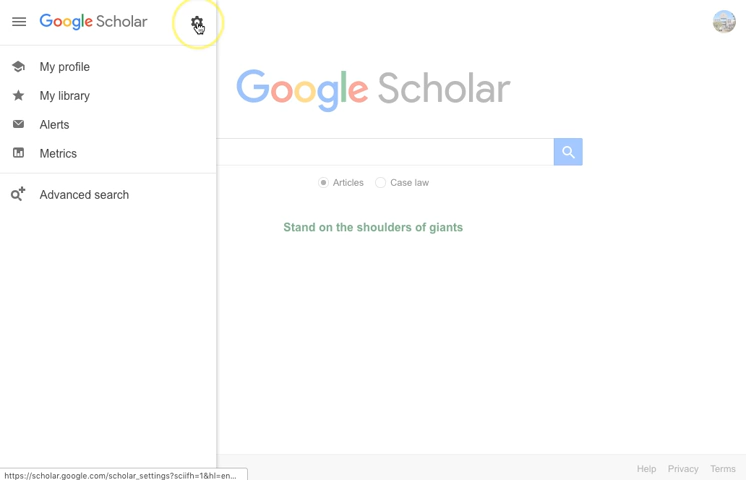 Google Scholar
My profile
My library
Alerts
Metrics
Advanced search
Google Scholar
Articles Case law
Stand on the shoulders of giants
Help Privacy Terms
https://scholar.google.com/scholar_settings?sciifh=1&hl=en...